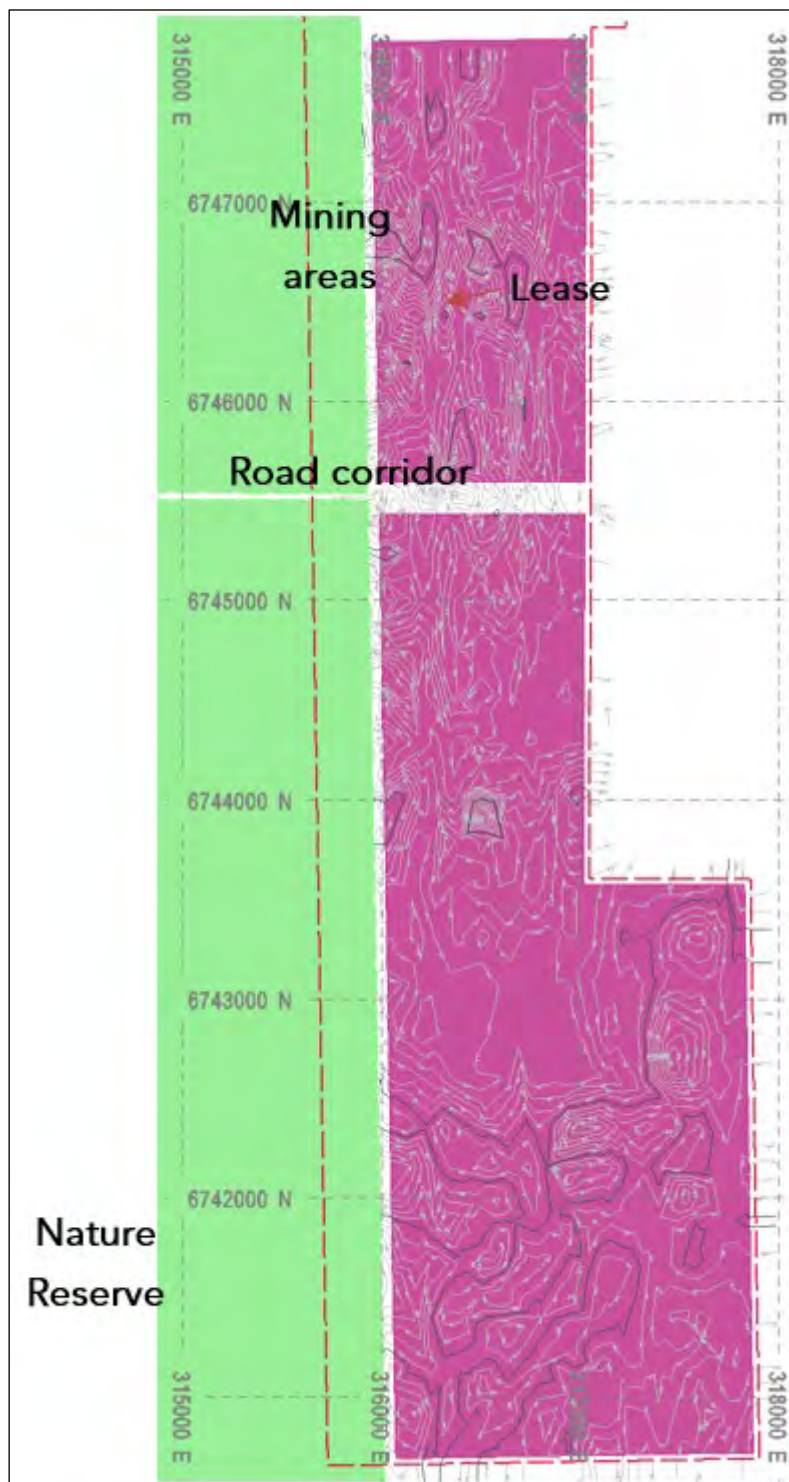 315000 E
318000 E
6747000 N
Mining
areas
Lease
6746000 N
Road corridor
6745000 N
6744000 N
6743000 N
6742000 N
Nature
Reserve
315000 E
316000 E
318000 E